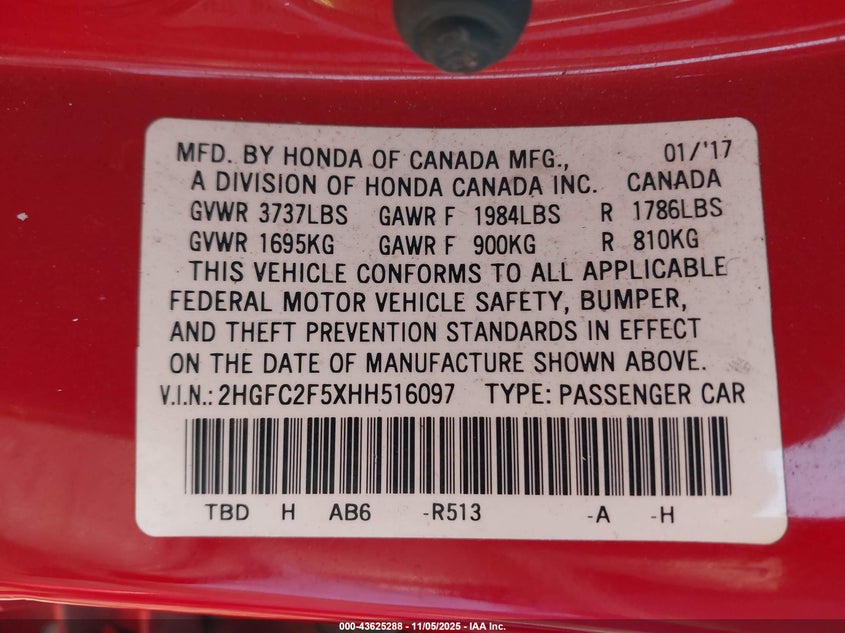 MFD. BY HONDA OF CANADA MFG., 01/'17
A DIVISION OF HONDA CANADA INC. CANADA
GVWR 3737LBS GAWR F 1984LBS R 1786LBS
GVWR 1695KG GAWR F 900KG R 810KG
THIS VEHICLE CONFORMS TO ALL APPLICABLE
FEDERAL MOTOR VEHICLE SAFETY, BUMPER,
AND THEFT PREVENTION STANDARDS IN EFFECT
ON THE DATE OF MANUFACTURE SHOWN ABOVE.
V.I.N.: 2HGFC2F5XHH516097 TYPE: PASSENGER CAR
TBD H AB6 -R513 -A -H
000-43625288 - 11/05/2025 - IAA Inc.